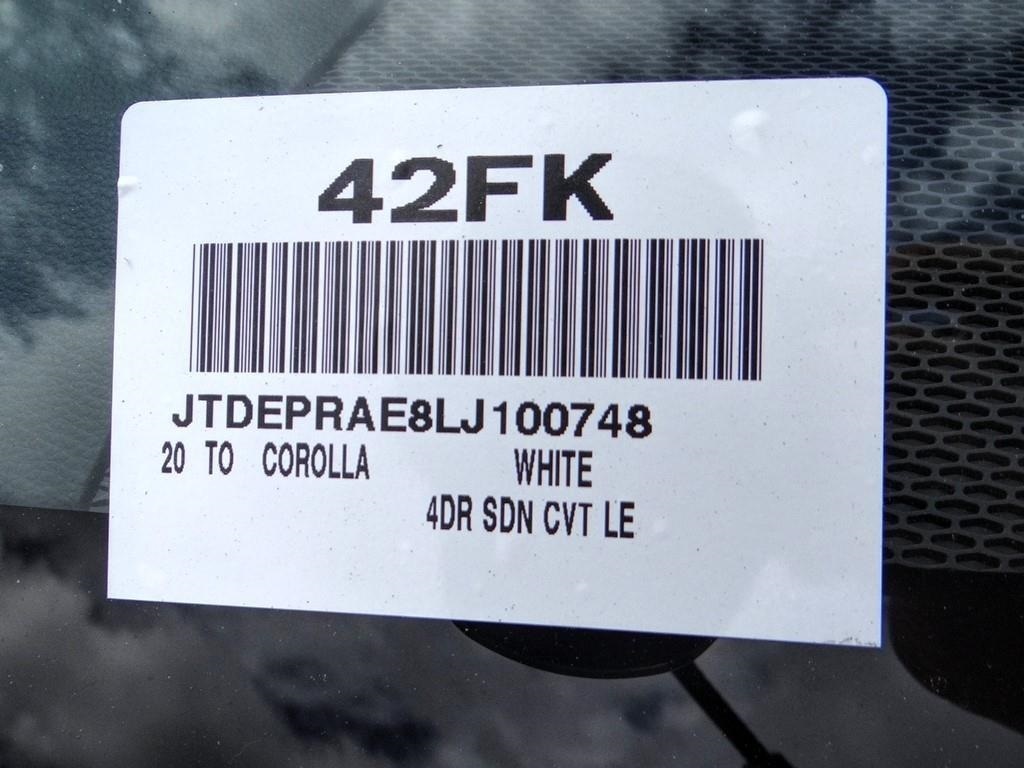 42FK
JTDEPRAE8LJ100748
20 TO COROLLA WHITE
4DR SDN CVT LE